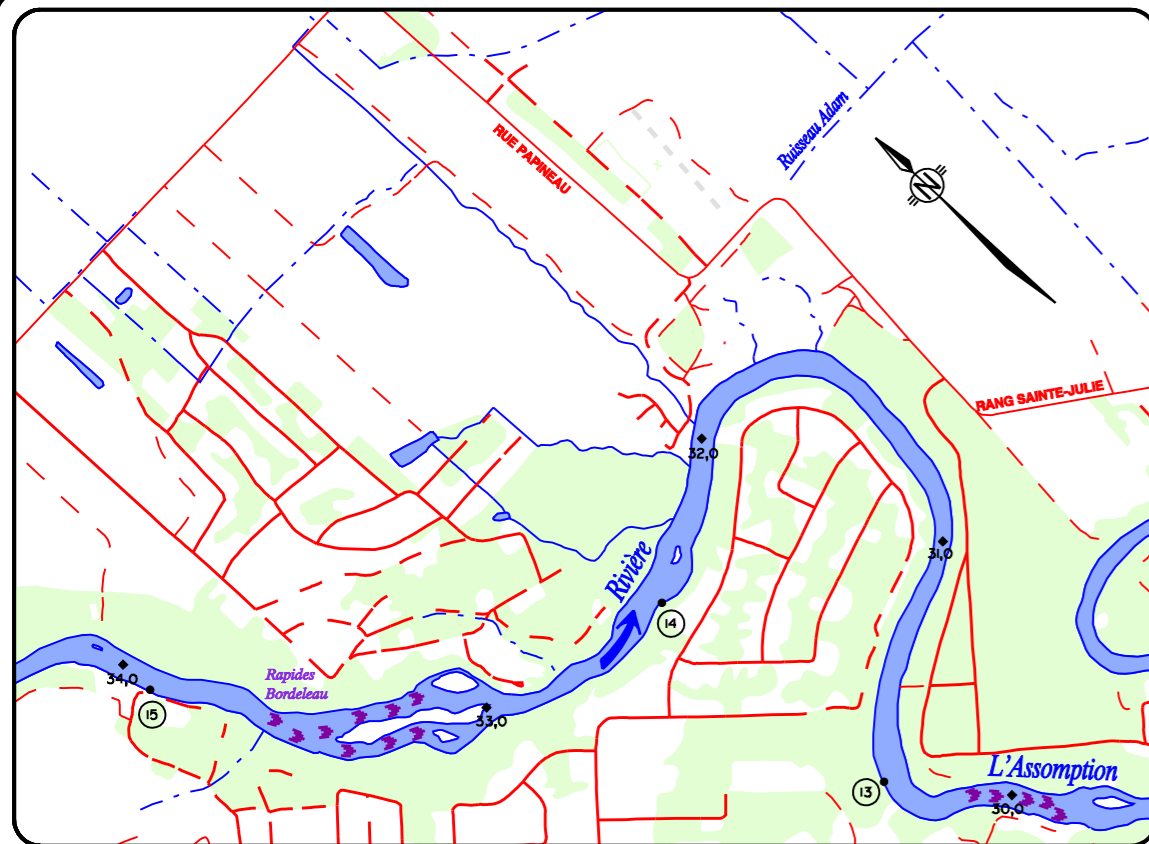 Ruisseau Adam
RUE PAPINEAU
N
RANG SAINTE-JULIE
32,0
31,0
Rivière
14
34,0
15
Rapides
Bordeleau
33,0
L'Assomption
13
30,0